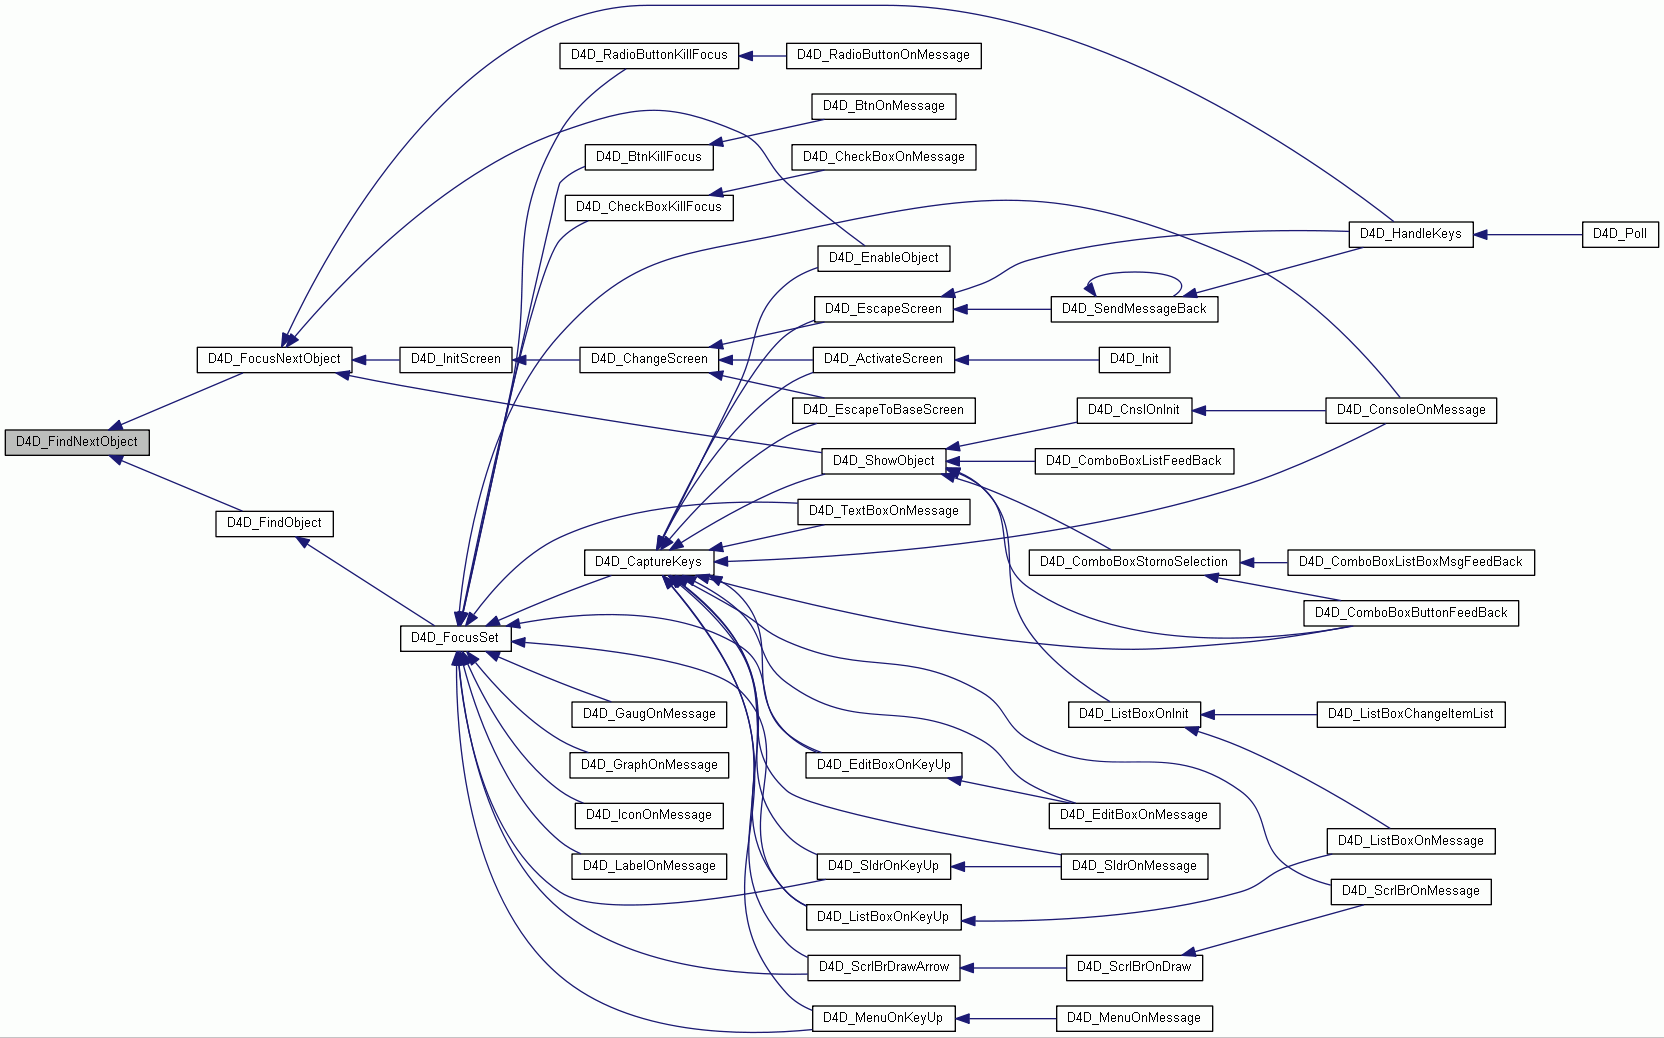 D4D_RadioButtonKillFocus
D4D_RadioButtonOnMessage
D4D_BtnOnMessage
D4D_BtnKillFocus
D4D_CheckBoxOnMessage
D4D_CheckBoxKillFocus
D4D_HandleKeys
D4D_Poll
D4D_EnableObject
D4D_EscapeScreen
D4D_SendMessageBack
D4D_FocusNextObject
D4D_InitScreen
D4D_ChangeScreen
D4D_ActivateScreen
D4D_Init
D4D_EscapeToBaseScreen
D4D_CnslOnInit
D4D_ConsoleOnMessage
D4D_FindNextObject
D4D_ShowObject
D4D_ComboBoxListFeedBack
D4D_FindObject
D4D_TextBoxOnMessage
D4D_CaptureKeys
D4D_ComboBoxStornoSelection
D4D_ComboBoxListBoxMsgFeedBack
D4D_ComboBoxButtonFeedBack
D4D_FocusSet
D4D_GaugOnMessage
D4D_ListBoxOnInit
D4D_ListBoxChangeItemList
D4D_GraphOnMessage
D4D_EditBoxOnKeyUp
D4D_IconOnMessage
D4D_EditBoxOnMessage
D4D_ListBoxOnMessage
D4D_LabelOnMessage
D4D_SldrOnKeyUp
D4D_SldrOnMessage
D4D_ScrlBrOnMessage
D4D_ListBoxOnKeyUp
D4D_ScrlBrDrawArrow
D4D_ScrlBrOnDraw
D4D_MenuOnKeyUp
D4D_MenuOnMessage